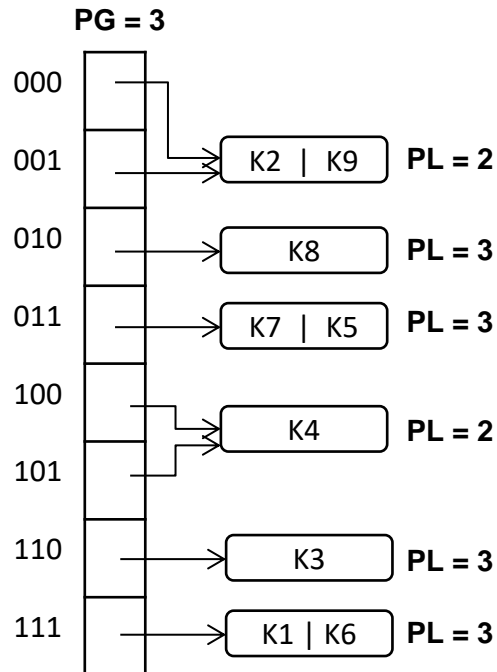 PG = 3
000
001
K2 | K9 PL = 2
010
K8 PL = 3
011
K7 | K5 PL = 3
100
K4 PL = 2
101
110
K3 PL = 3
111
K1 | K6 PL = 3